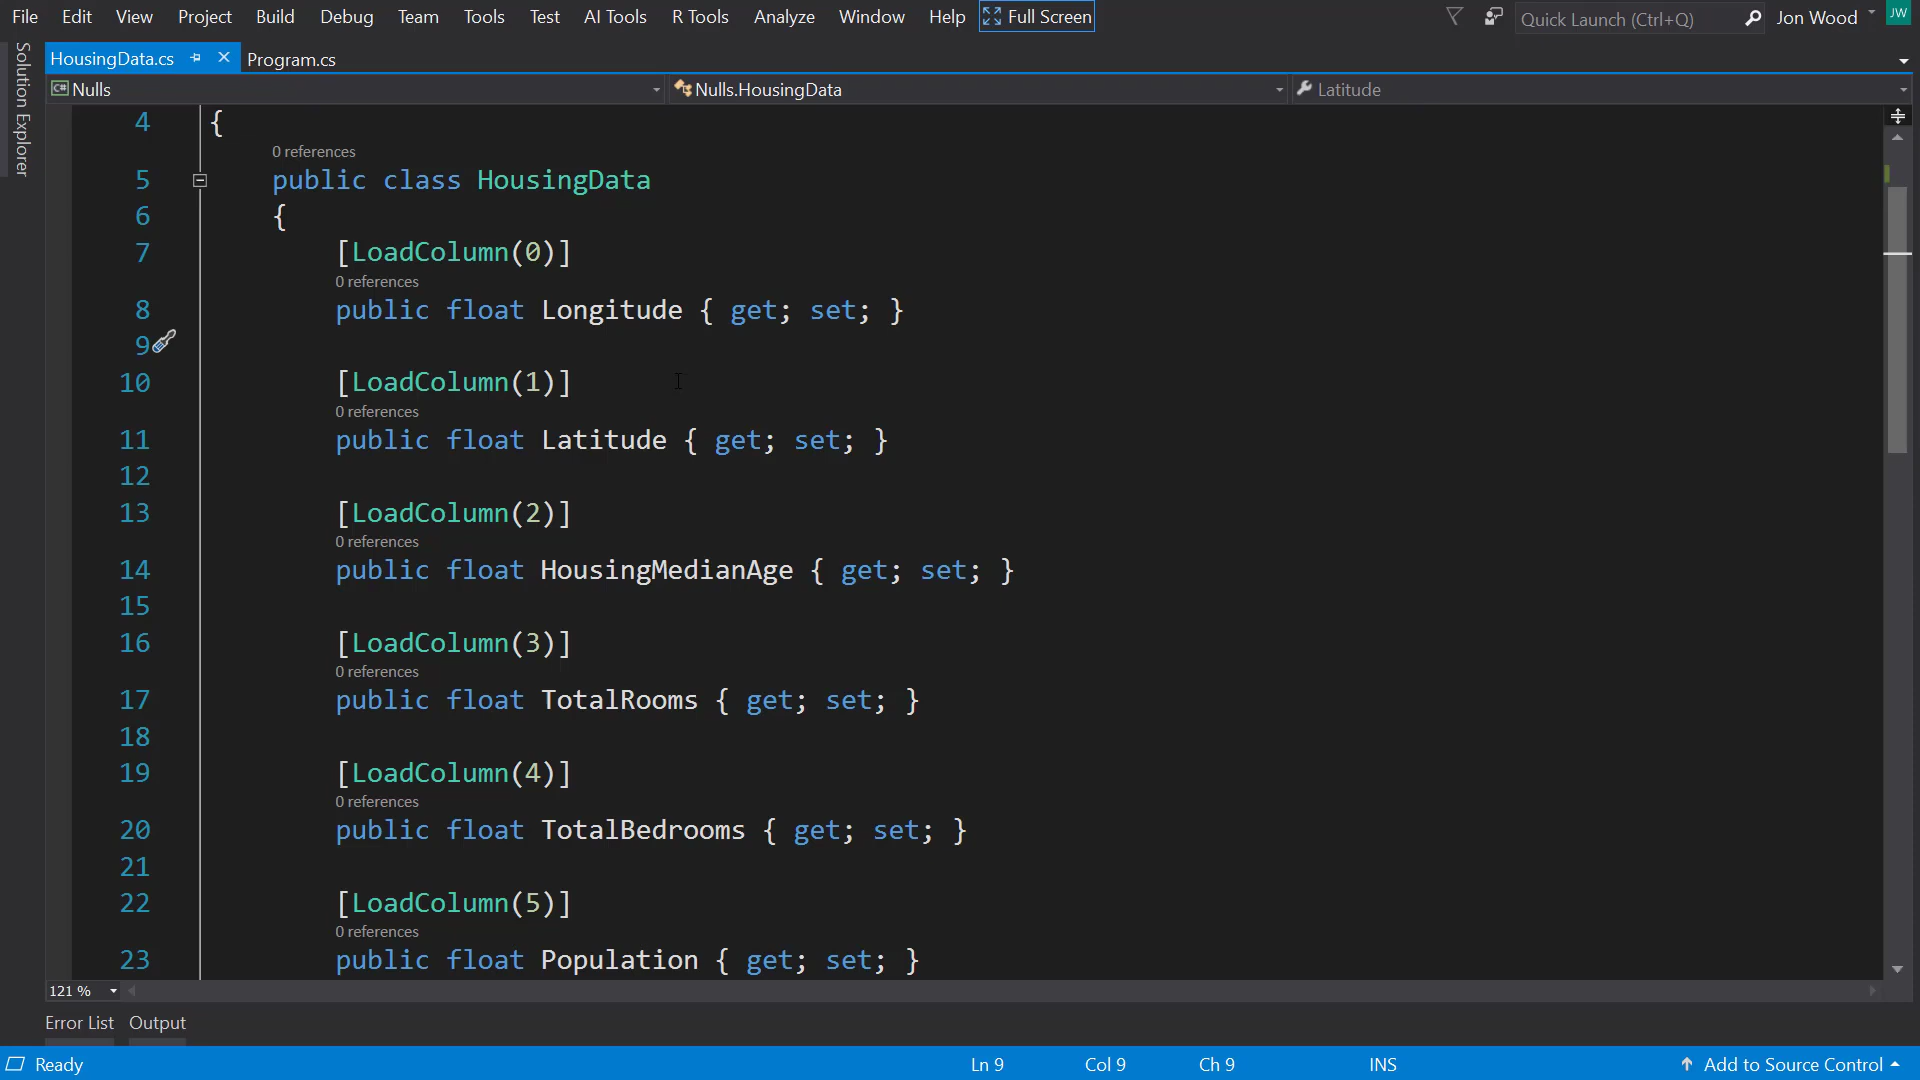 File Edit View Project Build Debug Team Tools Test AI Tools R Tools Analyze Window Help Full Screen Quick Launch (Ctrl+Q) Jon Wood JW
Solution Explorer
HousingData.cs Program.cs
C# Nulls Nulls.HousingData Latitude
4 {
0 references
5 public class HousingData
6 {
7 [LoadColumn(0)]
0 references
8 public float Longitude { get; set; }
9
10 [LoadColumn(1)]
0 references
11 public float Latitude { get; set; }
12
13 [LoadColumn(2)]
0 references
14 public float HousingMedianAge { get; set; }
15
16 [LoadColumn(3)]
0 references
17 public float TotalRooms { get; set; }
18
19 [LoadColumn(4)]
0 references
20 public float TotalBedrooms { get; set; }
21
22 [LoadColumn(5)]
0 references
23 public float Population { get; set; }
121 %
Error List Output
Ready Ln 9 Col 9 Ch 9 INS Add to Source Control